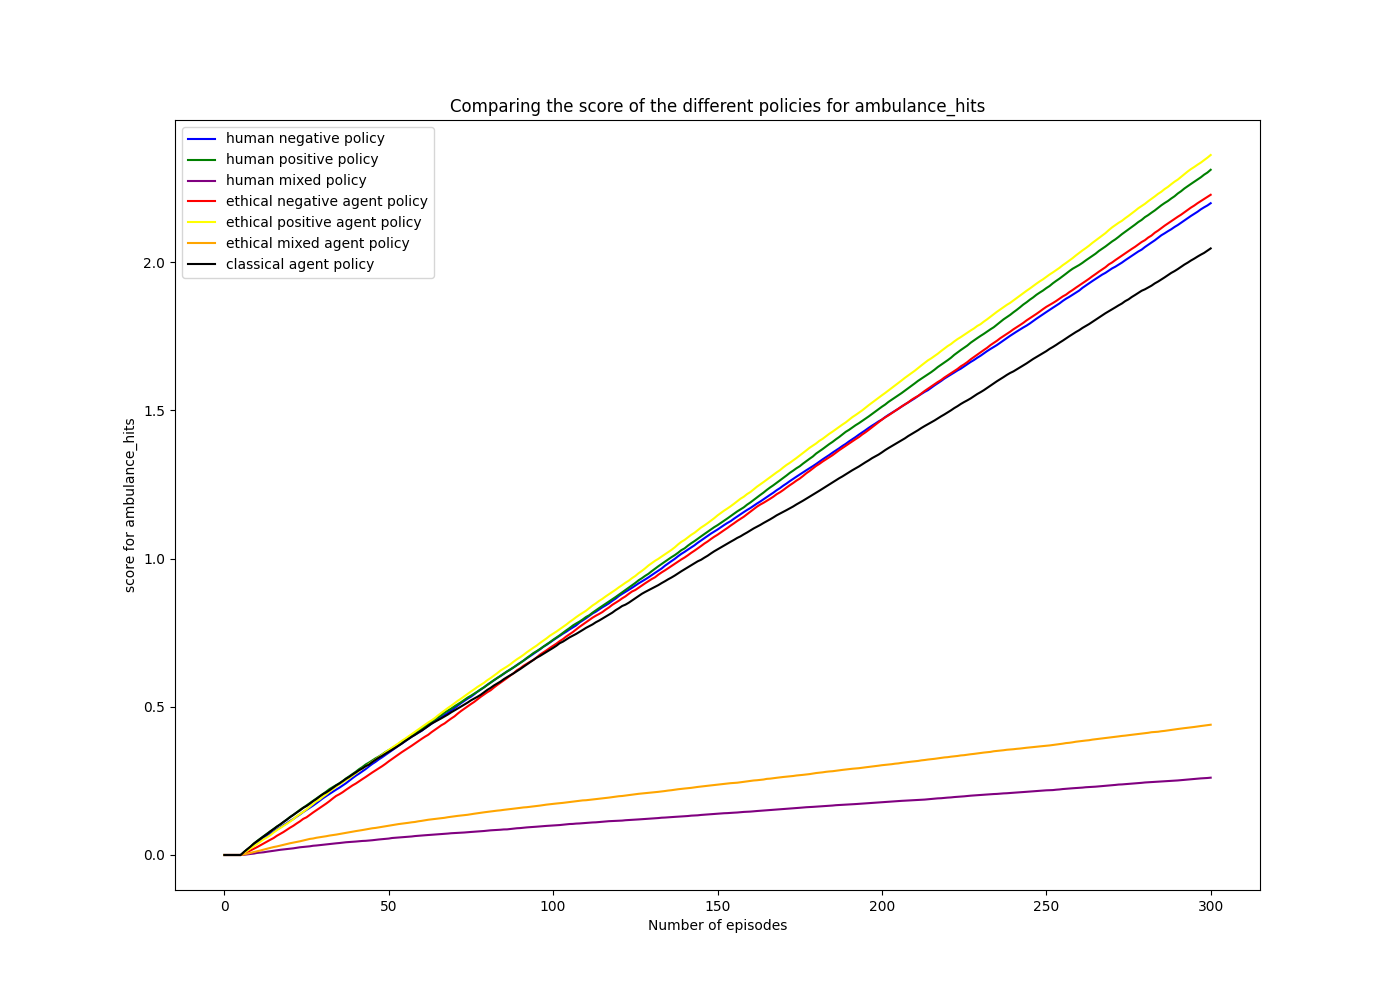 Comparing the score of the different policies for ambulance_hits
human negative policy
human positive policy
human mixed policy
ethical negative agent policy
ethical positive agent policy
ethical mixed agent policy
classical agent policy
score for ambulance_hits
2.0
1.5
1.0
0.5
0.0
0 50 100 150 200 250 300
Number of episodes